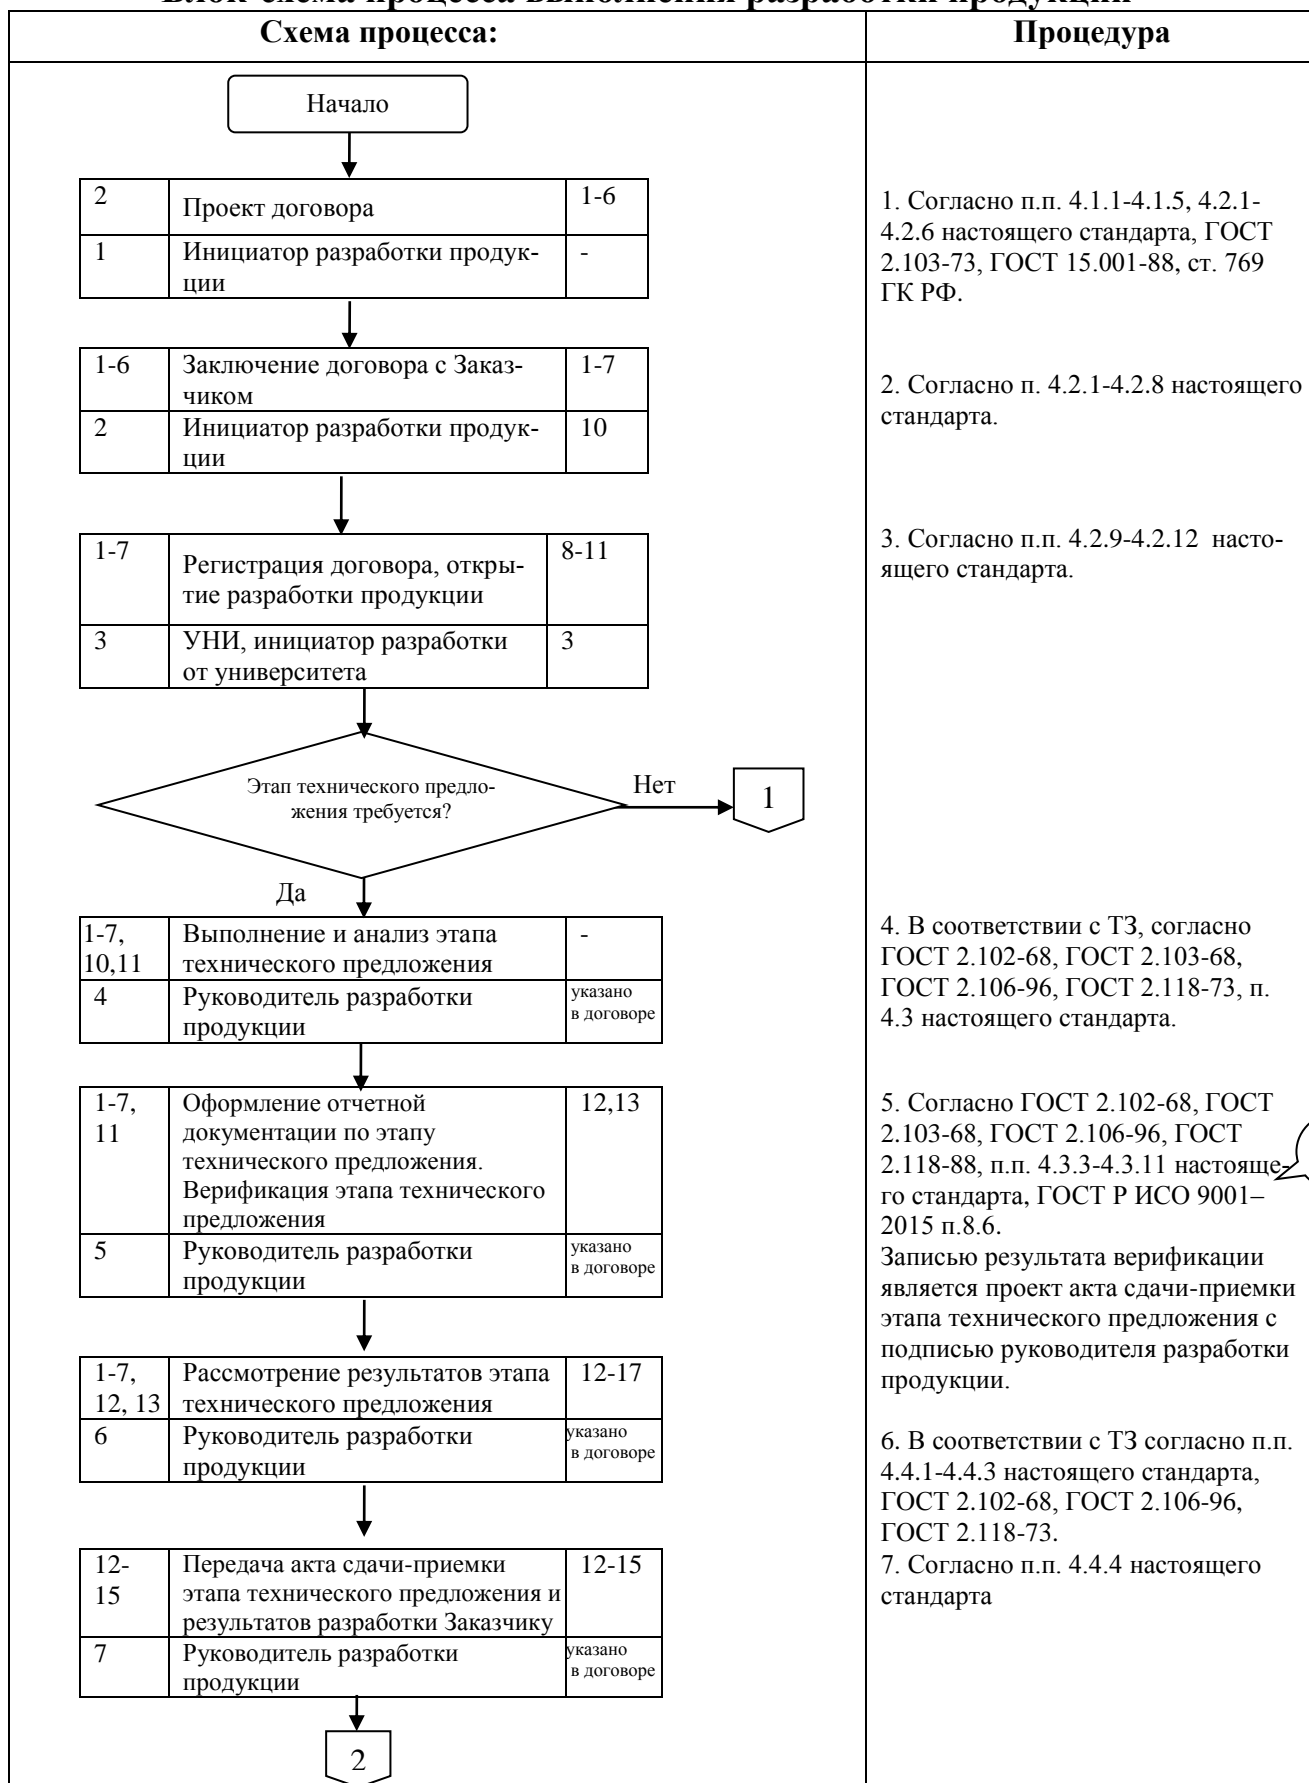 Блок-схема процесса выполнения разработки продукции
Схема процесса:
Процедура
Начало
2
Проект договора
1-6
1
Инициатор разработки продук-
ции
-
1-6
Заключение договора с Заказ-
чиком
1-7
2
Инициатор разработки продук-
ции
10
1-7
Регистрация договора, откры-
тие разработки продукции
8-11
3
УНИ, инициатор разработки
от университета
3
Этап технического предло-
жения требуется?
Нет
1
Да
1-7,
10,11
Выполнение и анализ этапа
технического предложения
-
4
Руководитель разработки
продукции
указано
в договоре
1-7,
11
Оформление отчетной
документации по этапу
технического предложения.
Верификация этапа технического
предложения
12,13
5
Руководитель разработки
продукции
указано
в договоре
1-7,
12, 13
Рассмотрение результатов этапа
технического предложения
12-17
6
Руководитель разработки
продукции
указано
в договоре
12-
15
Передача акта сдачи-приемки
этапа технического предложения и
результатов разработки Заказчику
12-15
7
Руководитель разработки
продукции
указано
в договоре
2
1. Согласно п.п. 4.1.1-4.1.5, 4.2.1-
4.2.6 настоящего стандарта, ГОСТ
2.103-73, ГОСТ 15.001-88, ст. 769
ГК РФ.
2. Согласно п. 4.2.1-4.2.8 настоящего
стандарта.
3. Согласно п.п. 4.2.9-4.2.12 насто-
ящего стандарта.
4. В соответствии с ТЗ, согласно
ГОСТ 2.102-68, ГОСТ 2.103-68,
ГОСТ 2.106-96, ГОСТ 2.118-73, п.
4.3 настоящего стандарта.
5. Согласно ГОСТ 2.102-68, ГОСТ
2.103-68, ГОСТ 2.106-96, ГОСТ
2.118-88, п.п. 4.3.3-4.3.11 настояще-
го стандарта, ГОСТ Р ИСО 9001–
2015 п.8.6.
Записью результата верификации
является проект акта сдачи-приемки
этапа технического предложения с
подписью руководителя разработки
продукции.
6. В соответствии с ТЗ согласно п.п.
4.4.1-4.4.3 настоящего стандарта,
ГОСТ 2.102-68, ГОСТ 2.106-96,
ГОСТ 2.118-73.
7. Согласно п.п. 4.4.4 настоящего
стандарта